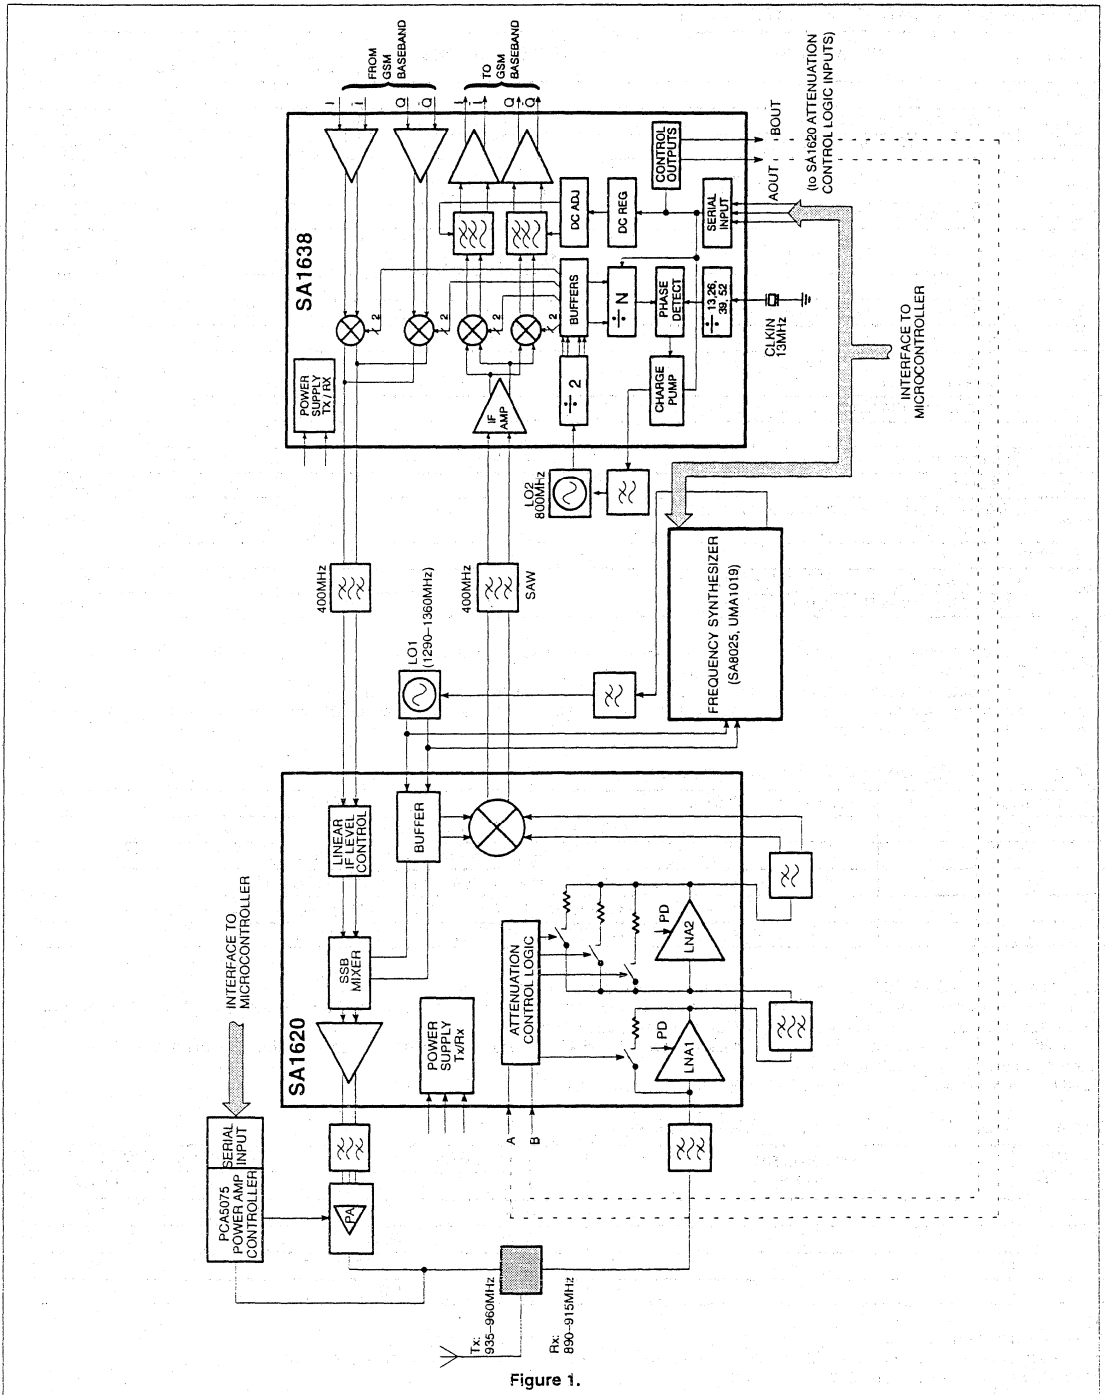 FROM
GSM
BASEBAND
TO
GSM
BASEBAND
I
Ī
Q
Q̄
I
Ī
Q
Q̄
SA1638
POWER
SUPPLY
TX / RX
2
2
2
2
IF
AMP
BUFFERS
÷ 2
÷ N
DC ADJ
DC REG
CONTROL
OUTPUTS
PHASE
DETECT
CHARGE
PUMP
SERIAL
INPUT
÷ 13,26,
39, 52
CLKIN
13MHz
AOUT
BOUT
(to SA1620 ATTENUATION
CONTROL LOGIC INPUTS)
INTERFACE TO
MICROCONTROLLER
LO2
800MHz
400MHz
400MHz
SAW
LO1
(1290–1360MHz)
FREQUENCY SYNTHESIZER
(SA8025, UMA1019)
SA1620
LINEAR
IF LEVEL
CONTROL
BUFFER
SSB
MIXER
POWER
SUPPLY
Tx/Rx
ATTENUATION
CONTROL LOGIC
PD
LNA2
PD
LNA1
A
B
INTERFACE TO
MICROCONTROLLER
SERIAL
INPUT
PCA5075
POWER AMP
CONTROLLER
PA
Tx:
935–960MHz
Rx:
890–915MHz
Figure 1.